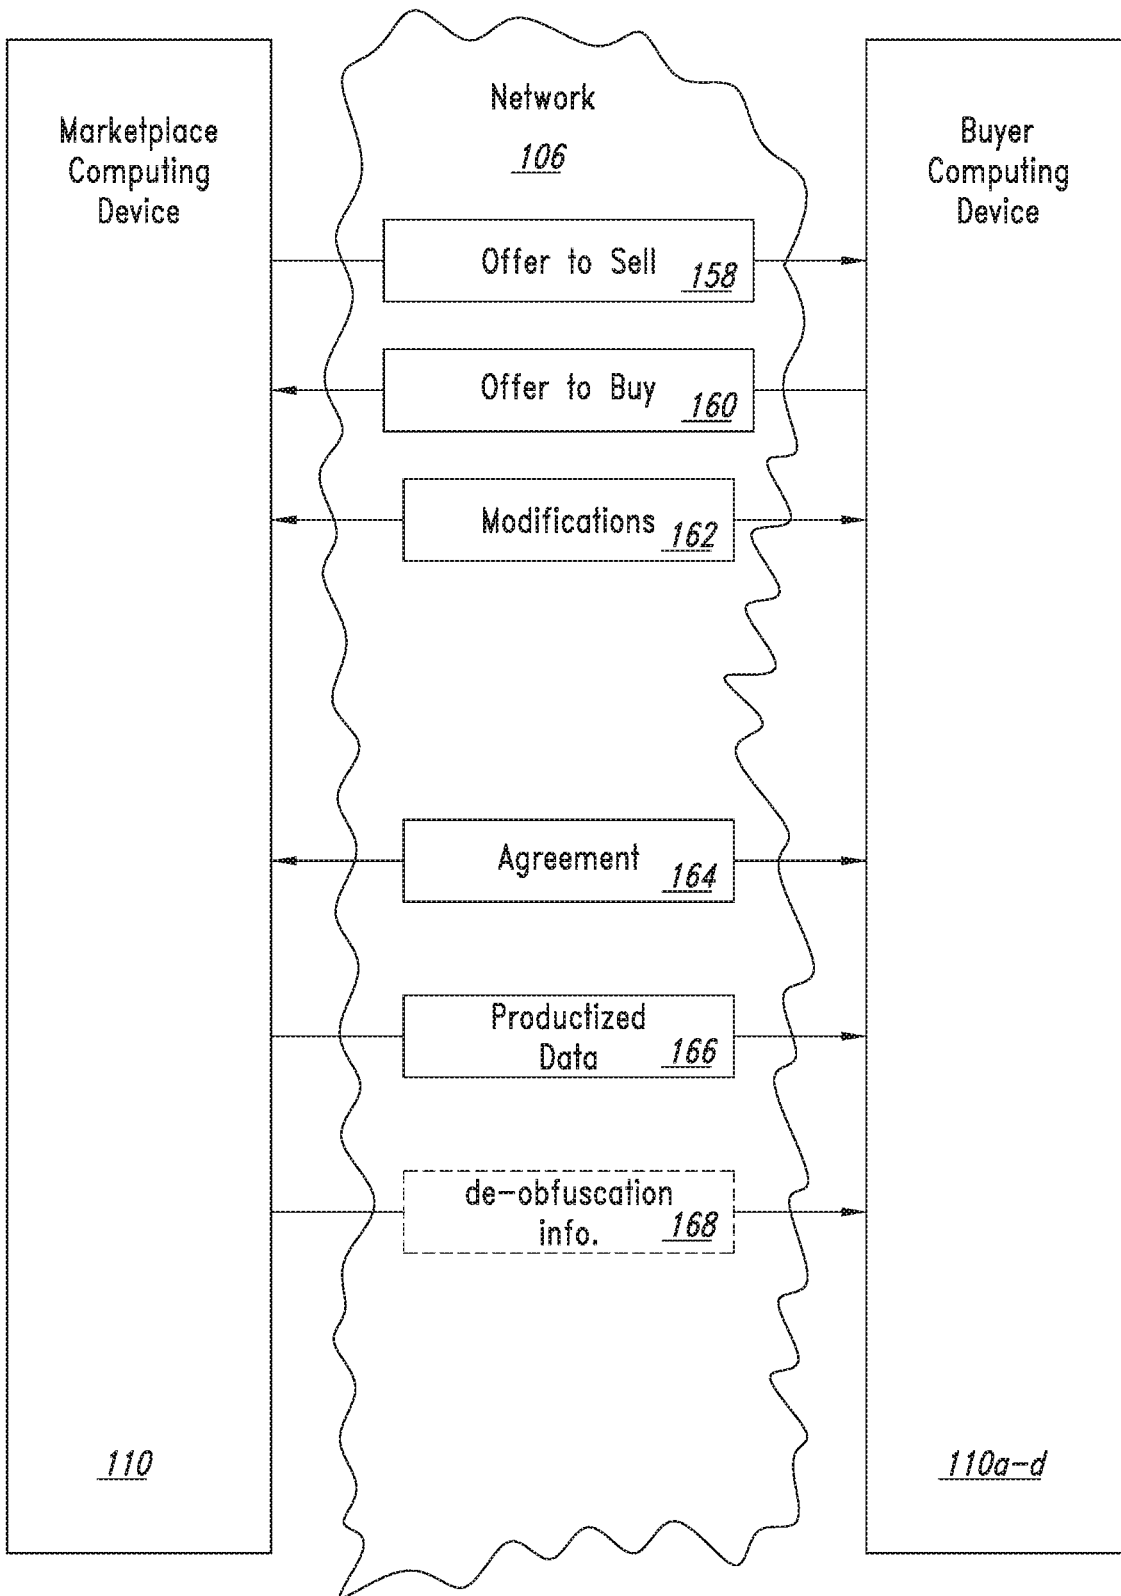 Network
106
Marketplace
Computing
Device
Buyer
Computing
Device
Offer to Sell 158
Offer to Buy 160
Modifications 162
Agreement 164
Productized
Data 166
de-obfuscation
info. 168
110
110a-d